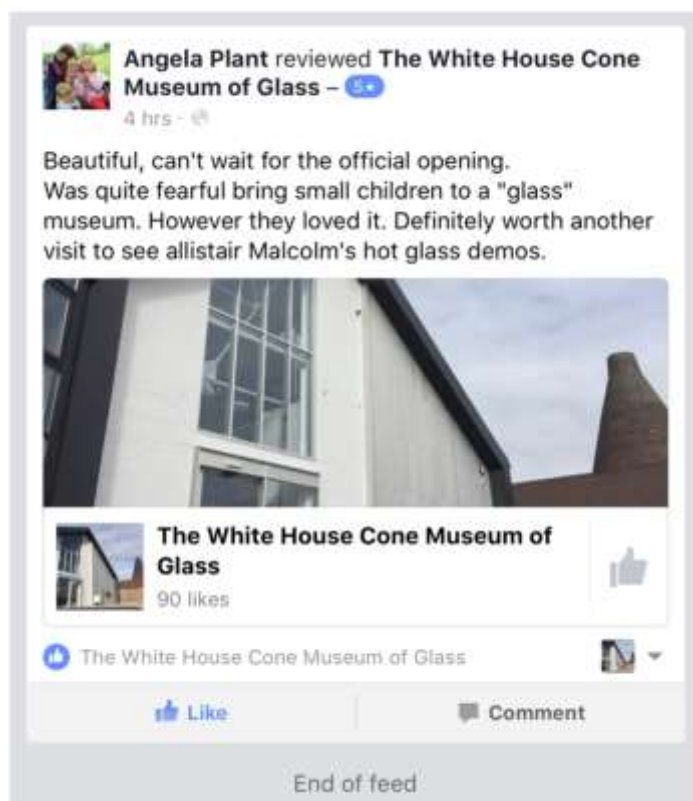 Angela Plant reviewed The White House Cone
Museum of Glass – 5★
4 hrs ·
Beautiful, can't wait for the official opening.
Was quite fearful bring small children to a "glass"
museum. However they loved it. Definitely worth another
visit to see allistair Malcolm's hot glass demos.
The White House Cone Museum of
Glass
90 likes
The White House Cone Museum of Glass
Like
Comment
End of feed